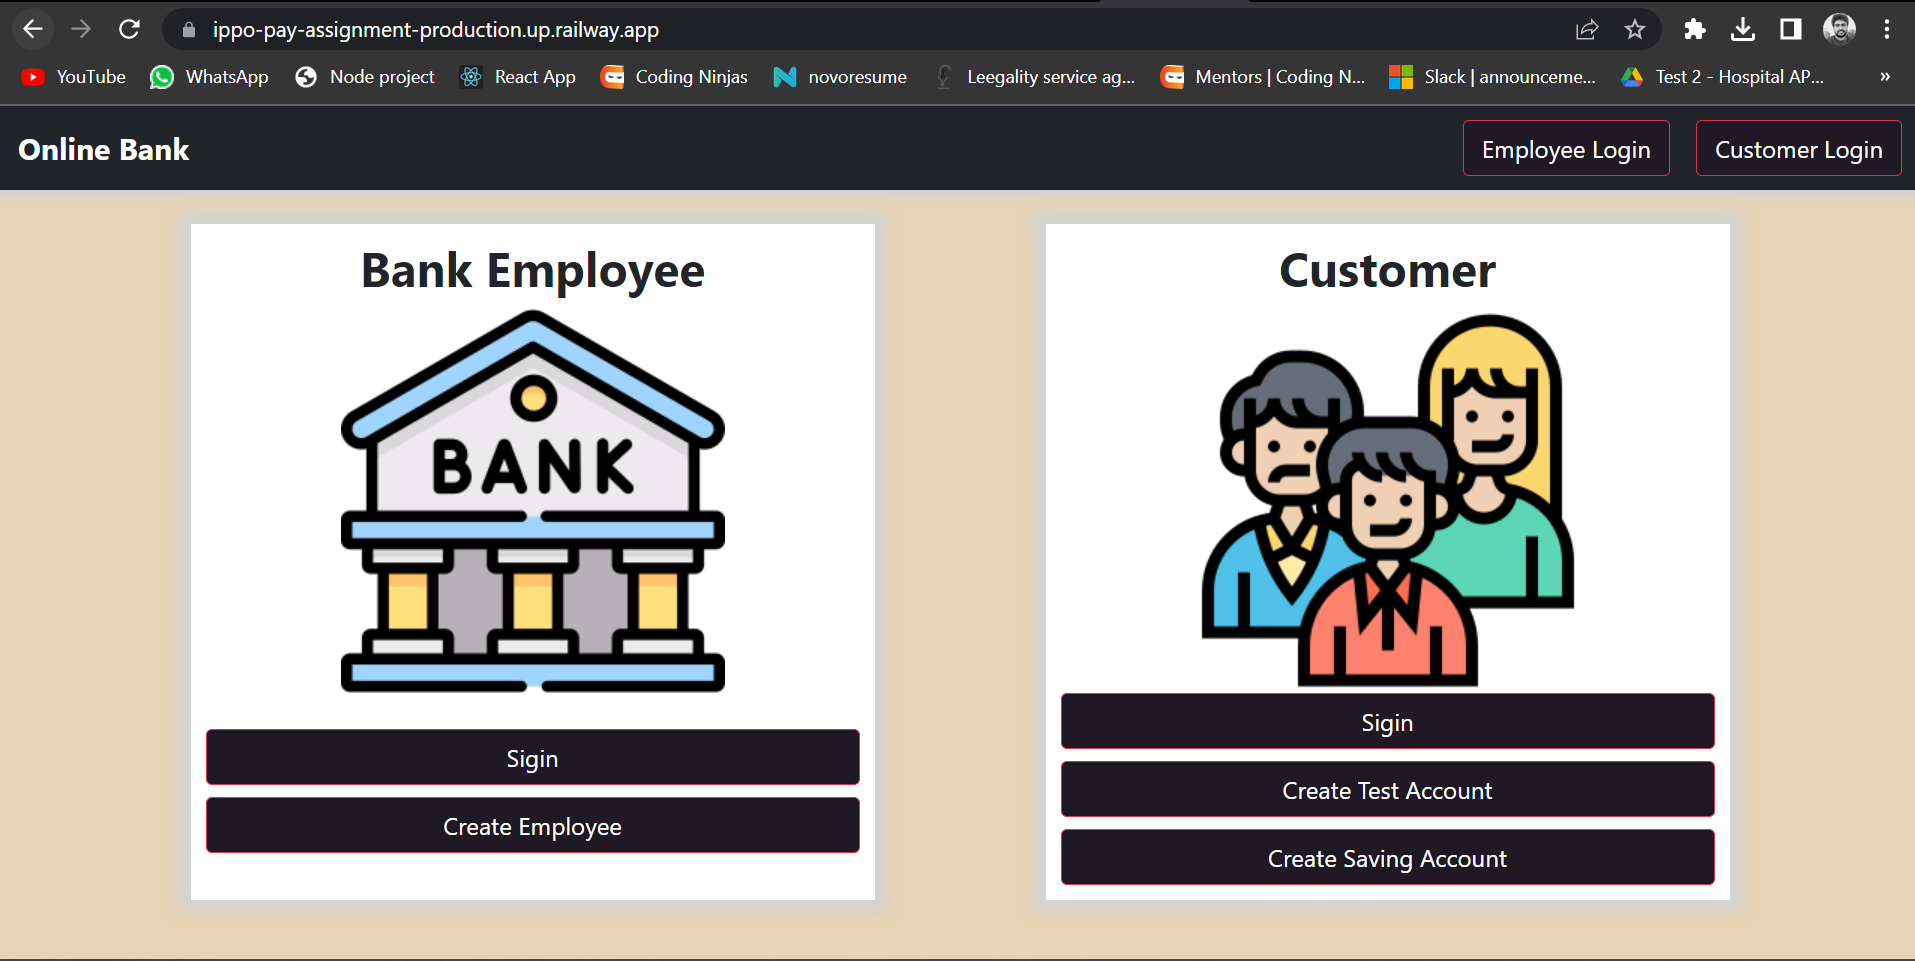 ippo-pay-assignment-production.up.railway.app
YouTube WhatsApp Node project React App Coding Ninjas novoresume Leegality service ag... Mentors | Coding N... Slack | announceme... Test 2 - Hospital AP... »
Online Bank Employee Login Customer Login
Bank Employee
BANK
Sigin
Create Employee
Customer
Sigin
Create Test Account
Create Saving Account